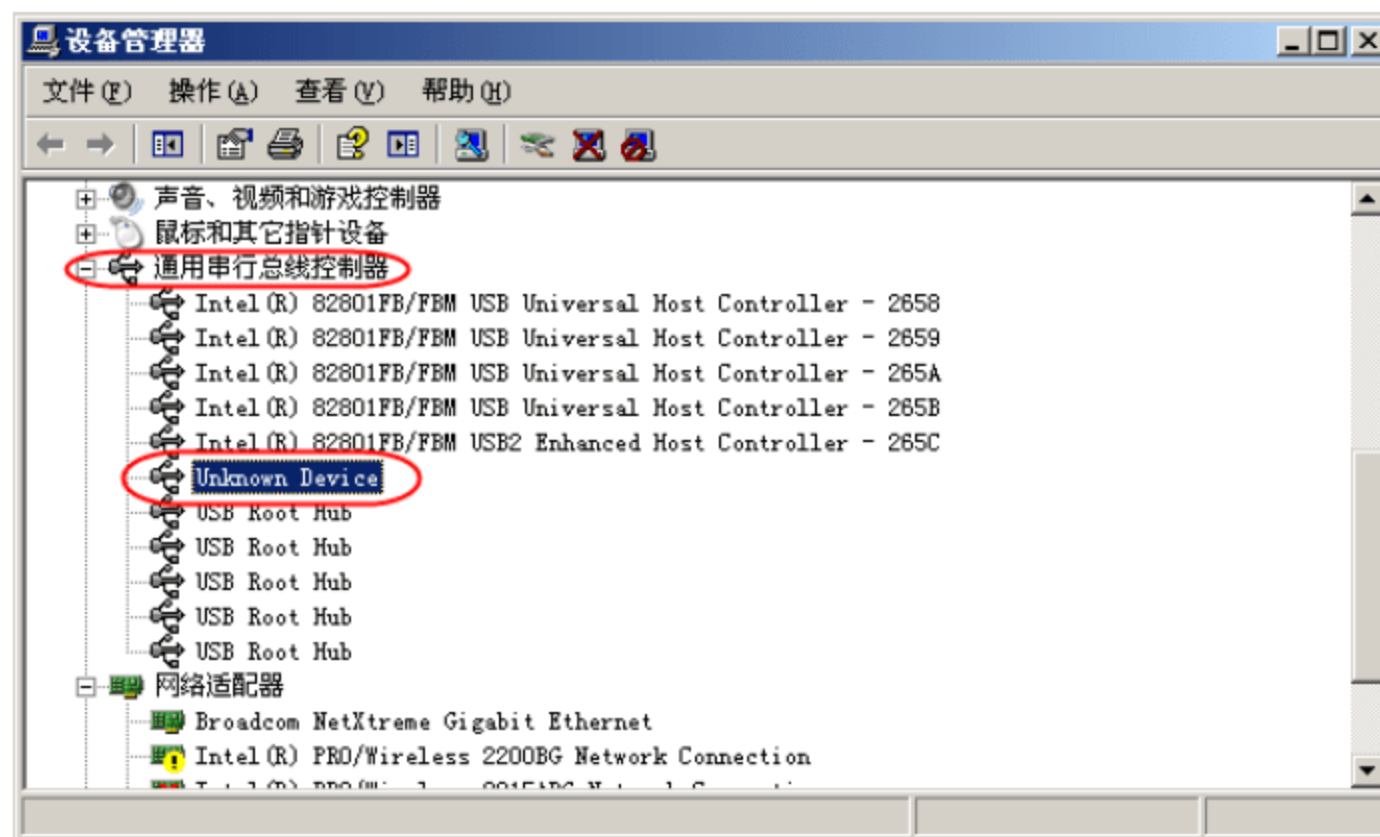 设备管理器
文件(F) 操作(A) 查看(V) 帮助(H)
声音、视频和游戏控制器
鼠标和其它指针设备
通用串行总线控制器
Intel(R) 82801FB/FBM USB Universal Host Controller - 2658
Intel(R) 82801FB/FBM USB Universal Host Controller - 2659
Intel(R) 82801FB/FBM USB Universal Host Controller - 265A
Intel(R) 82801FB/FBM USB Universal Host Controller - 265B
Intel(R) 82801FB/FBM USB2 Enhanced Host Controller - 265C
Unknown Device
USB Root Hub
USB Root Hub
USB Root Hub
USB Root Hub
USB Root Hub
网络适配器
Broadcom NetXtreme Gigabit Ethernet
Intel(R) PRO/Wireless 2200BG Network Connection